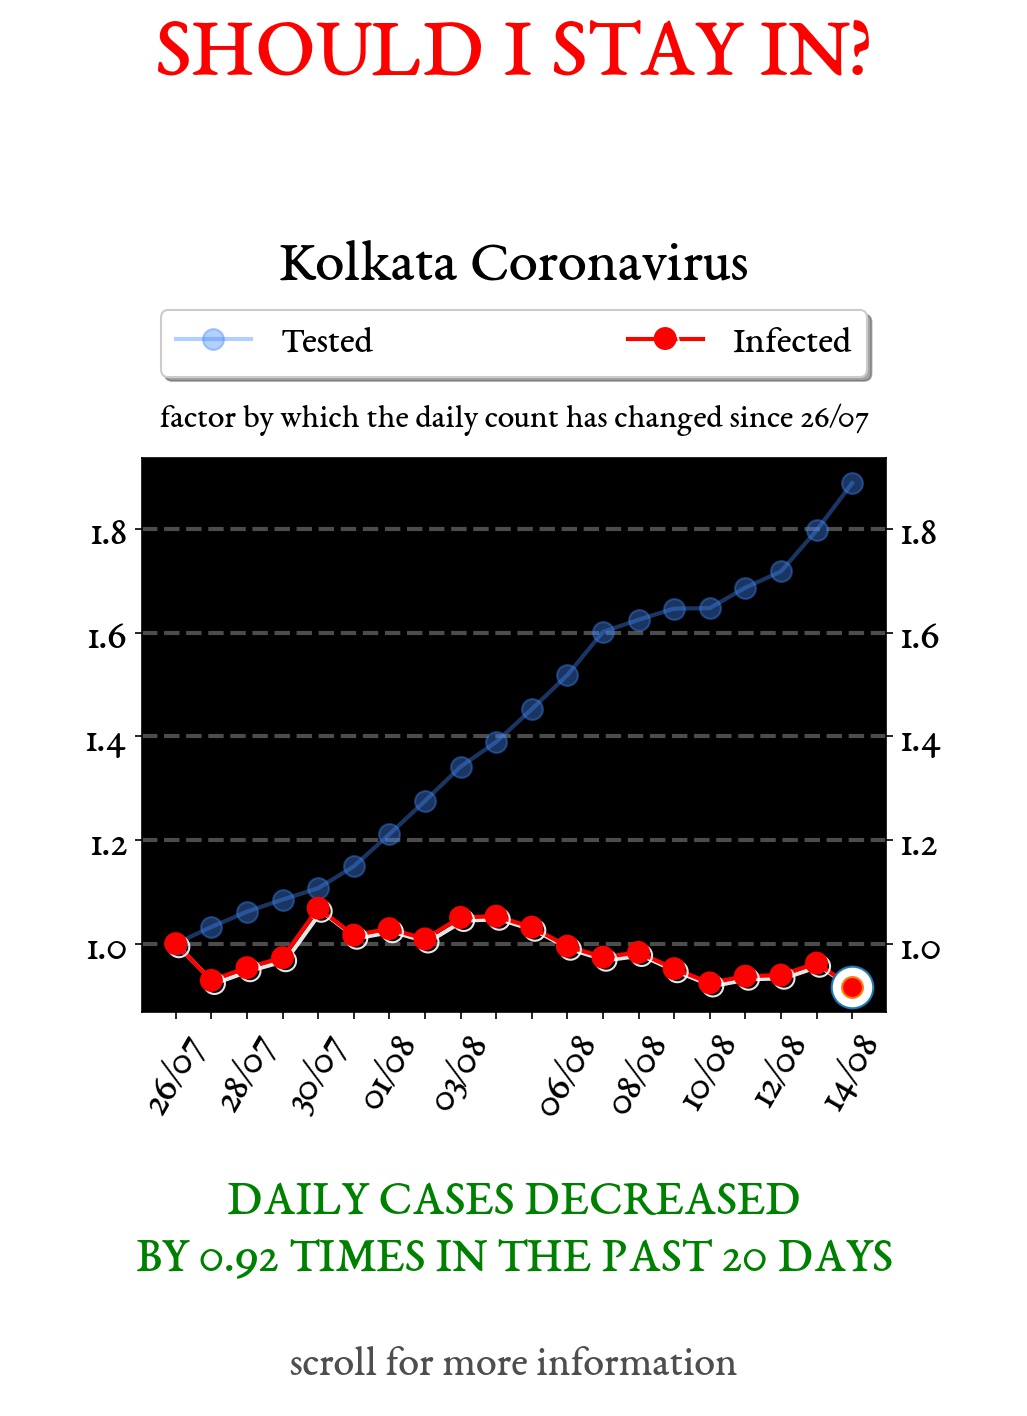 SHOULD I STAY IN?
Kolkata Coronavirus
Tested Infected
factor by which the daily count has changed since 26/07
1.8 1.8
1.6 1.6
1.4 1.4
1.2 1.2
1.0 1.0
26/07 28/07 30/07 01/08 03/08 06/08 08/08 10/08 12/08 14/08
DAILY CASES DECREASED
BY 0.92 TIMES IN THE PAST 20 DAYS
scroll for more information